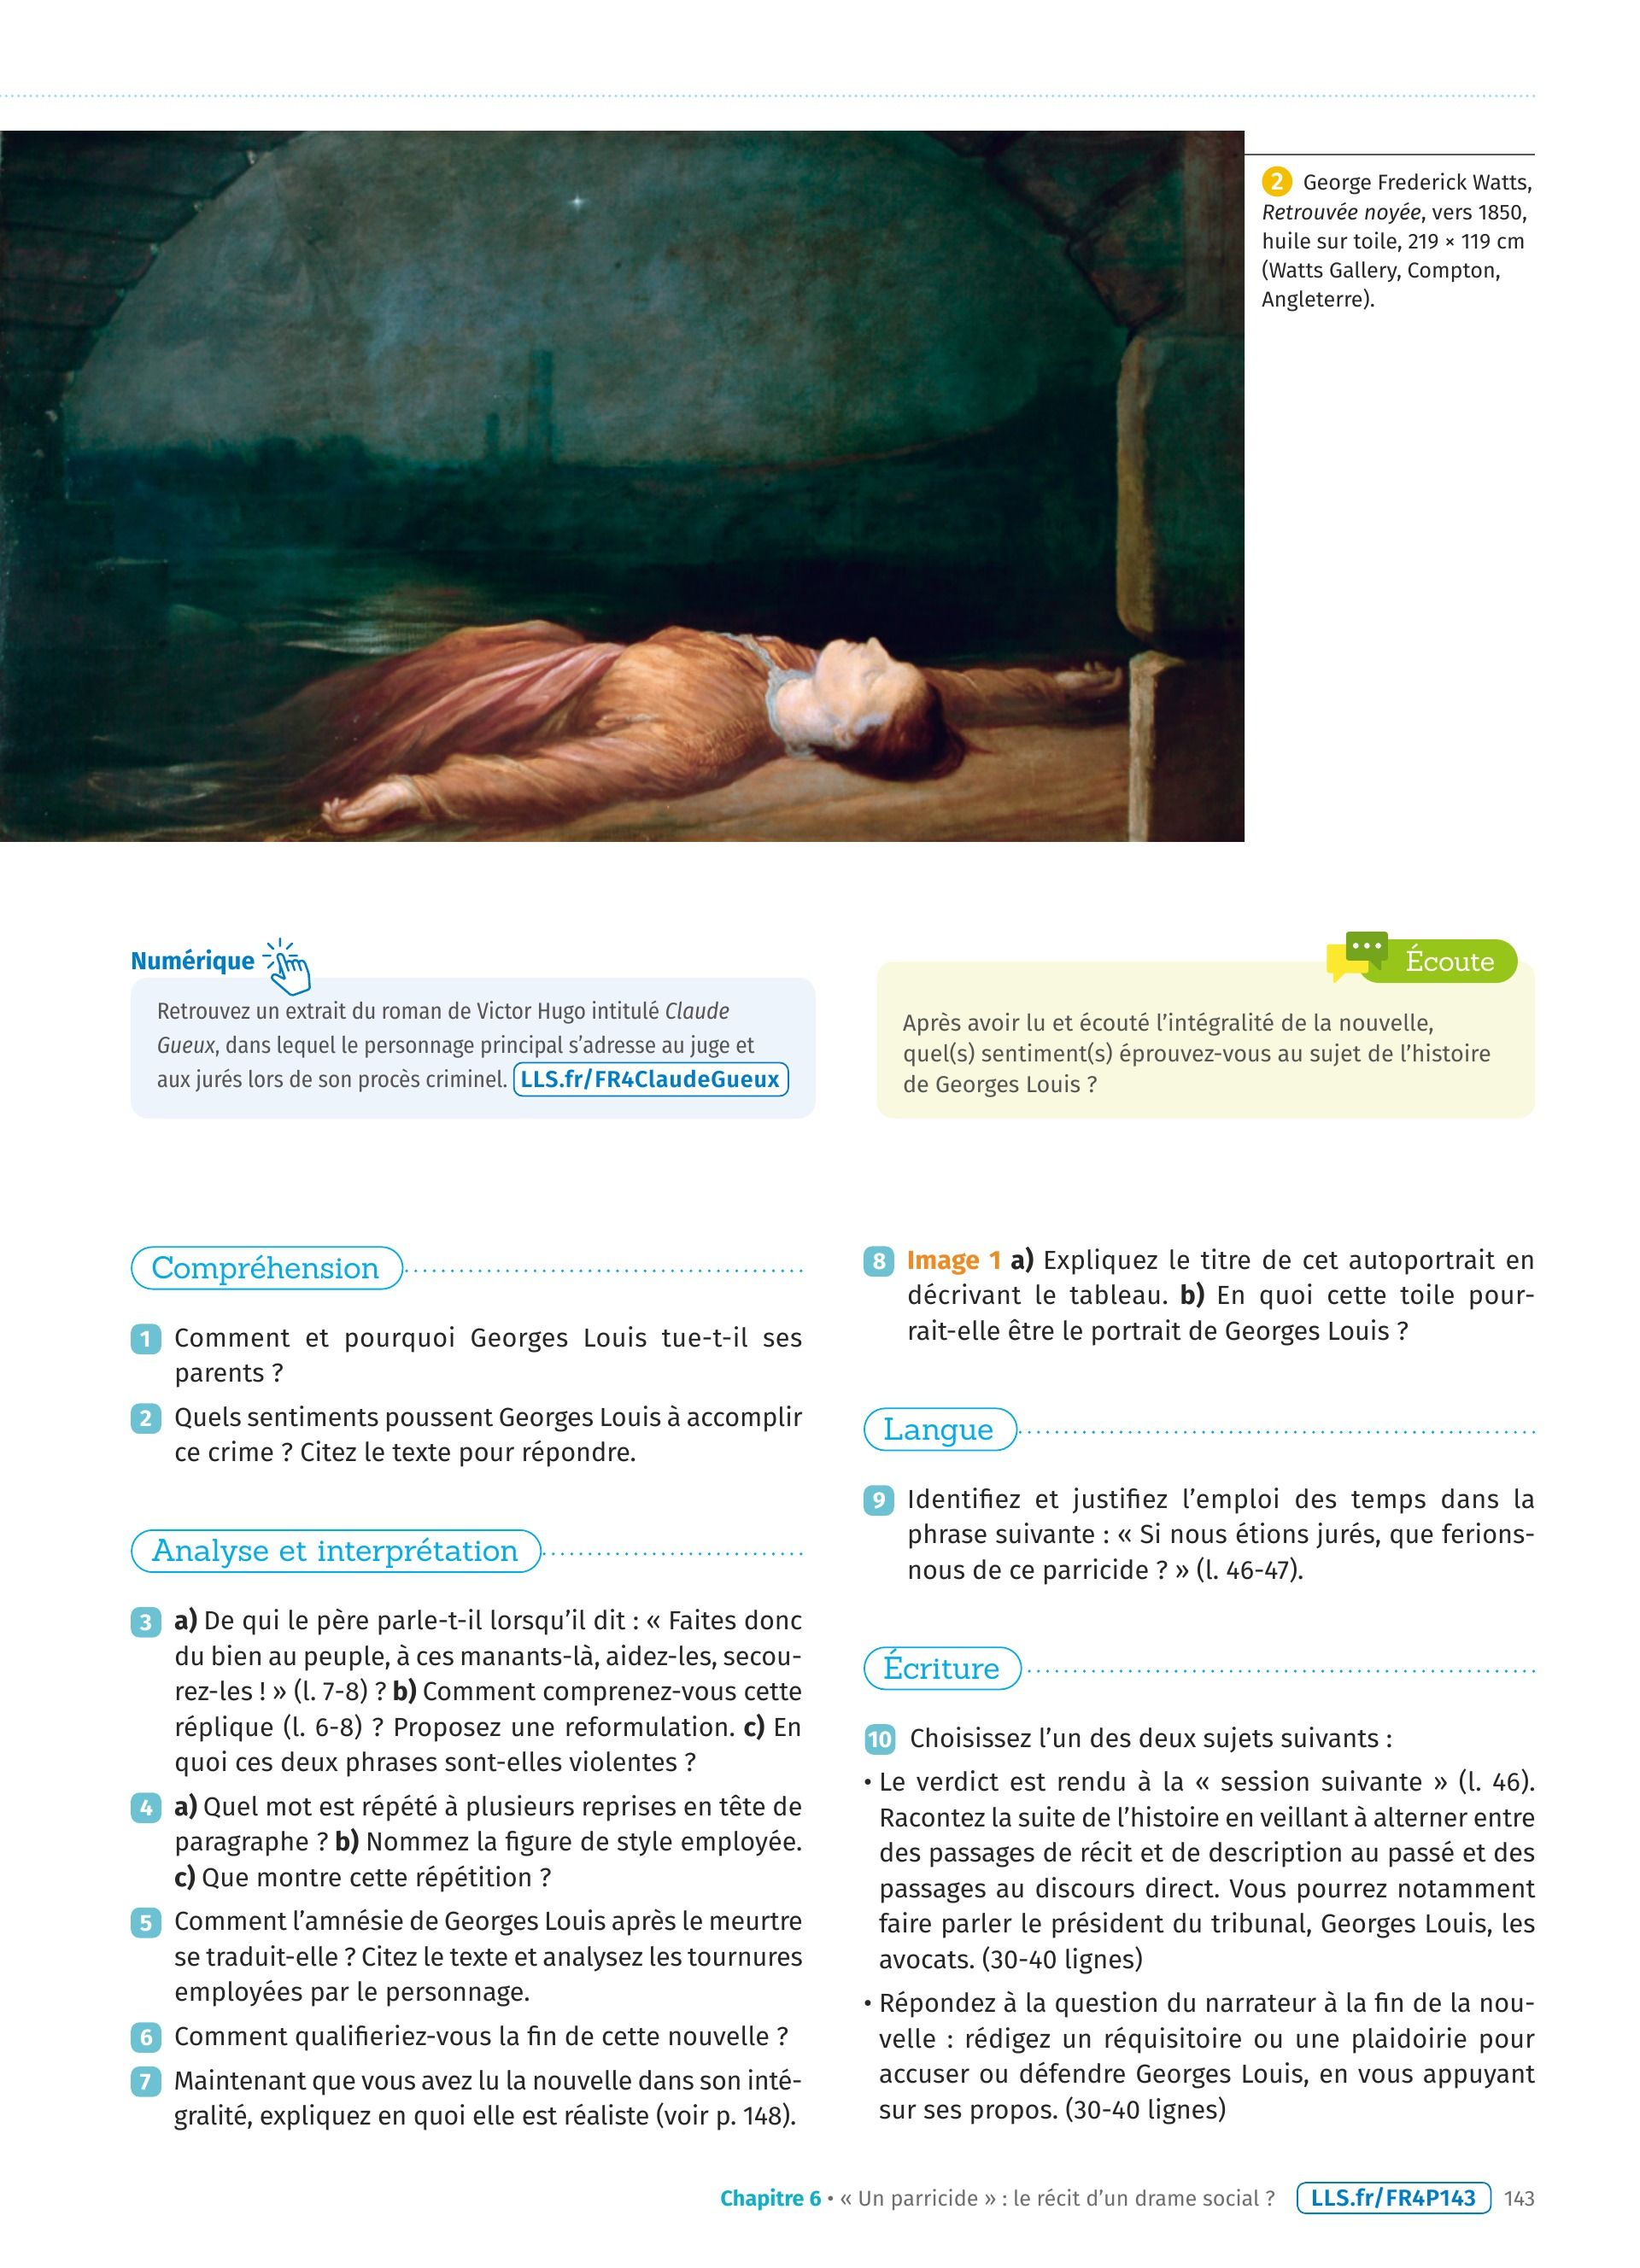 2 George Frederick Watts,
Retrouvée noyée, vers 1850,
huile sur toile, 219 × 119 cm
(Watts Gallery, Compton,
Angleterre).
Numérique
Retrouvez un extrait du roman de Victor Hugo intitulé Claude
Gueux, dans lequel le personnage principal s’adresse au juge et
aux jurés lors de son procès criminel. LLS.fr/FR4ClaudeGueux
Écoute
Après avoir lu et écouté l’intégralité de la nouvelle,
quel(s) sentiment(s) éprouvez-vous au sujet de l’histoire
de Georges Louis ?
Compréhension
1 Comment et pourquoi Georges Louis tue-t-il ses
parents ?
2 Quels sentiments poussent Georges Louis à accomplir
ce crime ? Citez le texte pour répondre.
Analyse et interprétation
3 a) De qui le père parle-t-il lorsqu’il dit : « Faites donc
du bien au peuple, à ces manants-là, aidez-les, secou-
rez-les ! » (l. 7-8) ? b) Comment comprenez-vous cette
réplique (l. 6-8) ? Proposez une reformulation. c) En
quoi ces deux phrases sont-elles violentes ?
4 a) Quel mot est répété à plusieurs reprises en tête de
paragraphe ? b) Nommez la figure de style employée.
c) Que montre cette répétition ?
5 Comment l’amnésie de Georges Louis après le meurtre
se traduit-elle ? Citez le texte et analysez les tournures
employées par le personnage.
6 Comment qualifieriez-vous la fin de cette nouvelle ?
7 Maintenant que vous avez lu la nouvelle dans son inté-
gralité, expliquez en quoi elle est réaliste (voir p. 148).
8 Image 1 a) Expliquez le titre de cet autoportrait en
décrivant le tableau. b) En quoi cette toile pour-
rait-elle être le portrait de Georges Louis ?
Langue
9 Identifiez et justifiez l’emploi des temps dans la
phrase suivante : « Si nous étions jurés, que ferions-
nous de ce parricide ? » (l. 46-47).
Écriture
10 Choisissez l’un des deux sujets suivants :
• Le verdict est rendu à la « session suivante » (l. 46).
Racontez la suite de l’histoire en veillant à alterner entre
des passages de récit et de description au passé et des
passages au discours direct. Vous pourrez notamment
faire parler le président du tribunal, Georges Louis, les
avocats. (30-40 lignes)
• Répondez à la question du narrateur à la fin de la nou-
velle : rédigez un réquisitoire ou une plaidoirie pour
accuser ou défendre Georges Louis, en vous appuyant
sur ses propos. (30-40 lignes)
Chapitre 6 • « Un parricide » : le récit d’un drame social ? LLS.fr/FR4P143 143